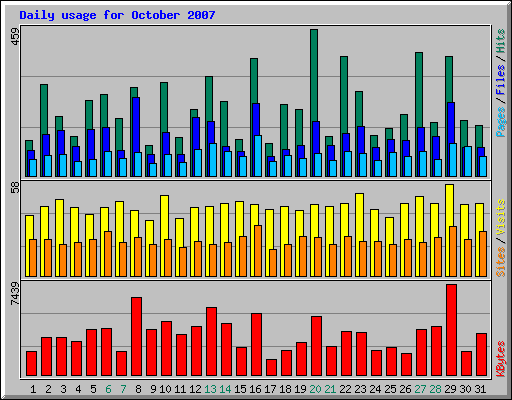 Daily usage for October 2007
459
Pages / Files / Hits
58
Sites / Visits
7439
KBytes
1 2 3 4 5 6 7 8 9 10 11 12 13 14 15 16 17 18 19 20 21 22 23 24 25 26 27 28 29 30 31